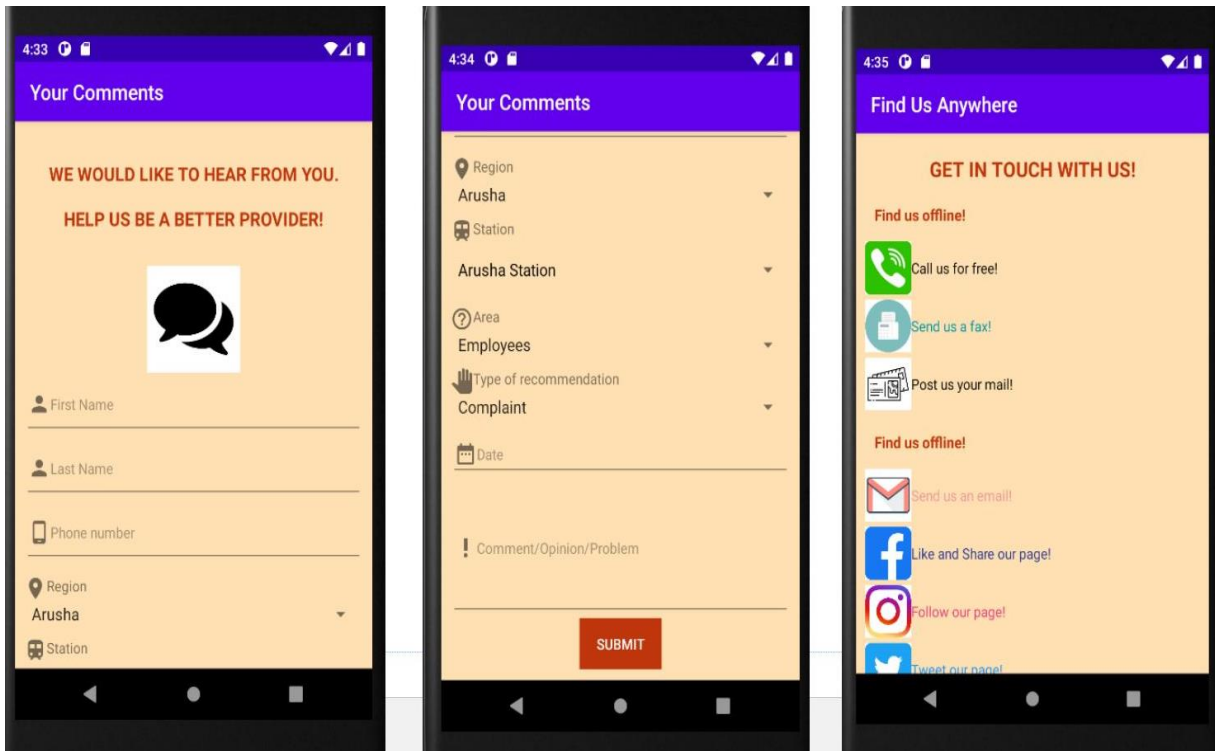 4:33
Your Comments
WE WOULD LIKE TO HEAR FROM YOU.
HELP US BE A BETTER PROVIDER!
First Name
Last Name
Phone number
Region
Arusha
Station
4:34
Your Comments
Region
Arusha
Station
Arusha Station
Area
Employees
Type of recommendation
Complaint
Date
Comment/Opinion/Problem
SUBMIT
4:35
Find Us Anywhere
GET IN TOUCH WITH US!
Find us offline!
Call us for free!
Send us a fax!
Post us your mail!
Find us offline!
Send us an email!
Like and Share our page!
Follow our page!
Tweet our page!